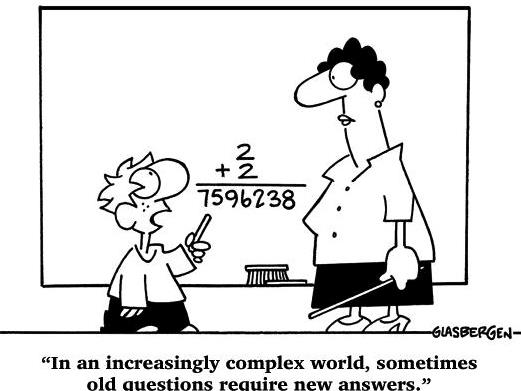 2
+ 2
7596238
GLASBERGEN
“In an increasingly complex world, sometimes
old questions require new answers.”